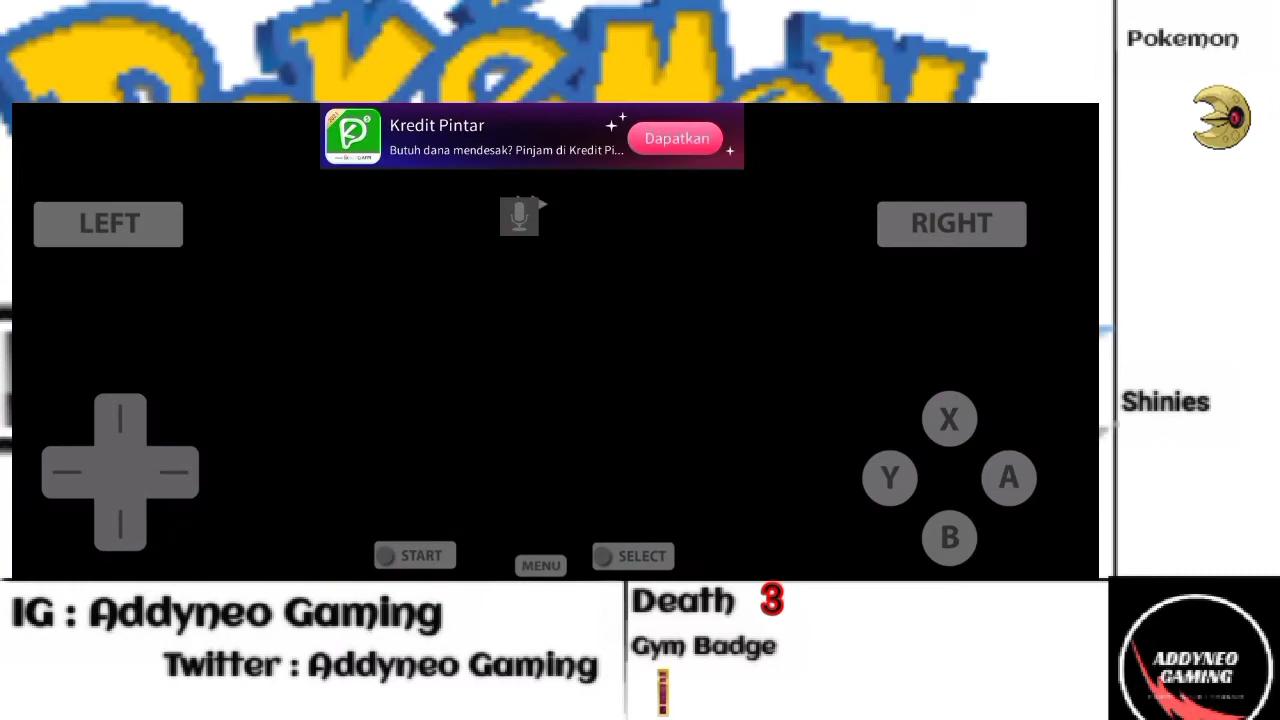 Pokémon
Pokemon
Kredit Pintar
Butuh dana mendesak? Pinjam di Kredit Pi...
Dapatkan
LEFT
RIGHT
Shinies
X
Y
A
B
START
MENU
SELECT
IG : Addyneo Gaming
Twitter : Addyneo Gaming
Death 3
Gym Badge
ADDYNEO
GAMING